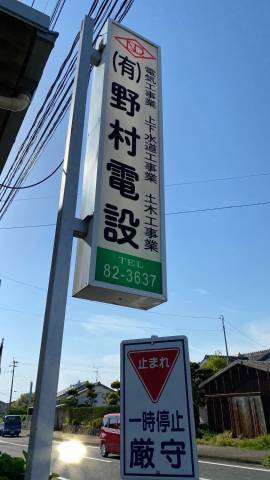 ND
(有)野村電設
電気工事業 上下水道工事業 土木工事業
TEL
82-3637
止まれ
一時停止
厳守